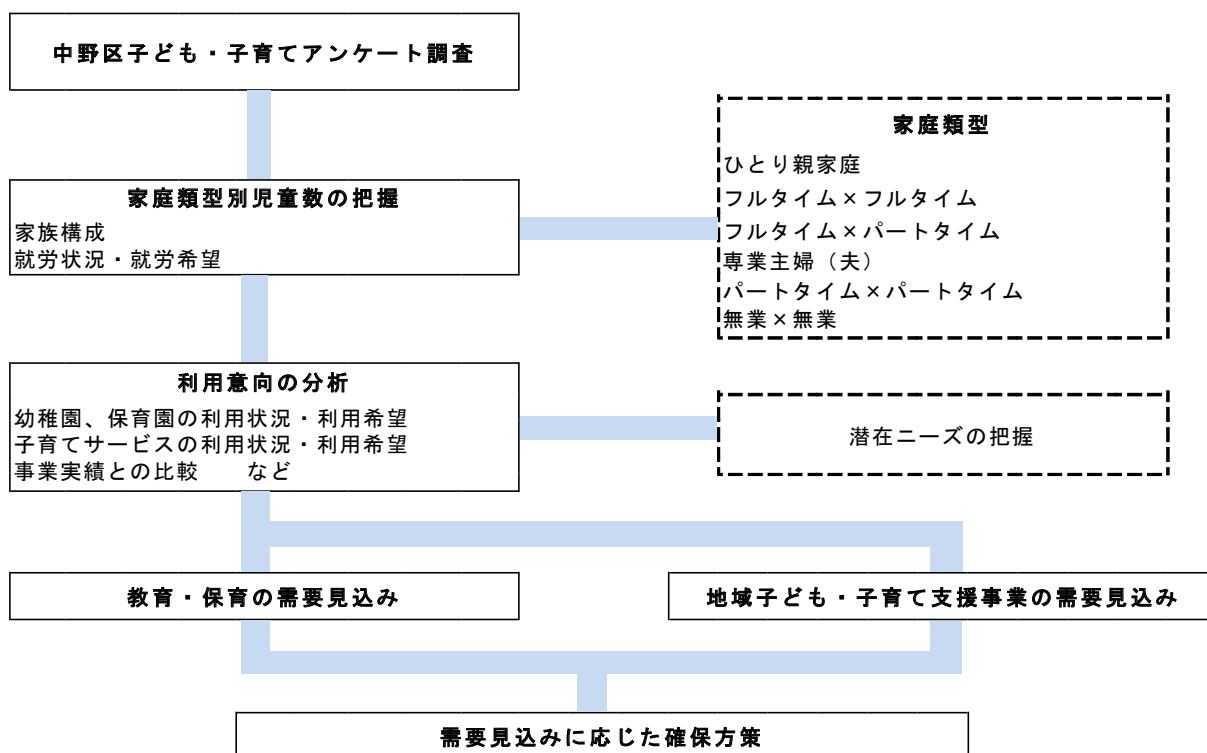 中野区子ども・子育てアンケート調査
家庭類型
ひとり親家庭
フルタイム×フルタイム
フルタイム×パートタイム
専業主婦（夫）
パートタイム×パートタイム
無業×無業
家庭類型別児童数の把握
家族構成
就労状況・就労希望
利用意向の分析
幼稚園、保育園の利用状況・利用希望
子育てサービスの利用状況・利用希望
事業実績との比較　　など
潜在ニーズの把握
教育・保育の需要見込み
地域子ども・子育て支援事業の需要見込み
需要見込みに応じた確保方策